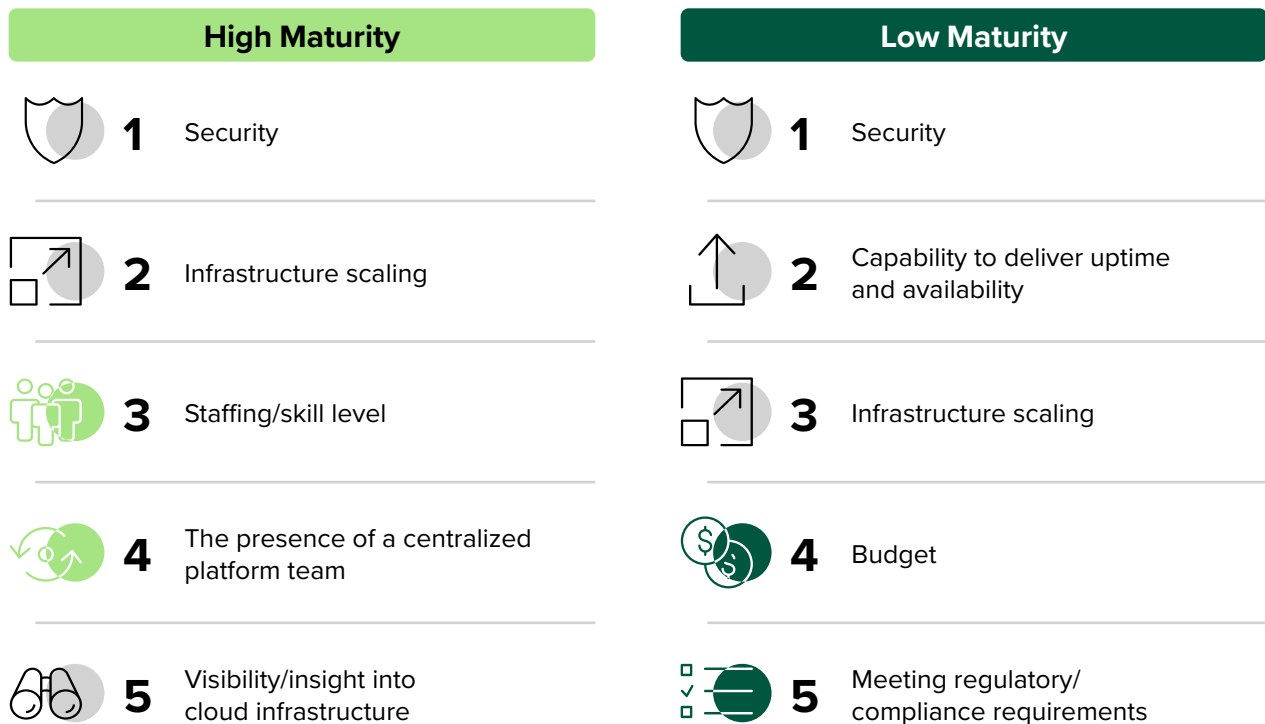 High Maturity
1
Security
2
Infrastructure scaling
3
Staffing/skill level
4
The presence of a centralized
platform team
5
Visibility/insight into
cloud infrastructure
Low Maturity
1
Security
2
Capability to deliver uptime
and availability
3
Infrastructure scaling
4
$
$
Budget
5
Meeting regulatory/
compliance requirements